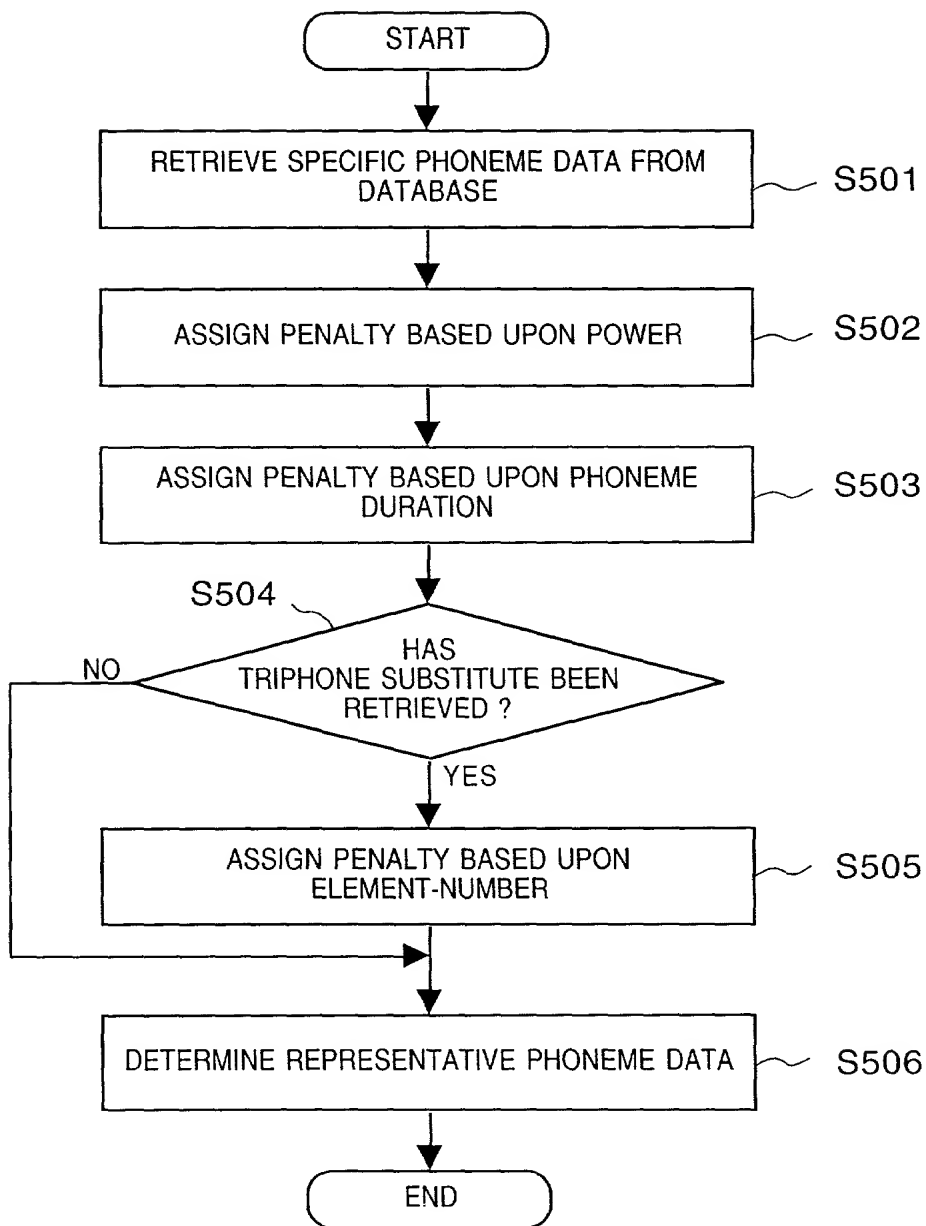 START
RETRIEVE SPECIFIC PHONEME DATA FROM
DATABASE
S501
ASSIGN PENALTY BASED UPON POWER
S502
ASSIGN PENALTY BASED UPON PHONEME
DURATION
S503
S504
HAS
TRIPHONE SUBSTITUTE BEEN
RETRIEVED ?
NO
YES
ASSIGN PENALTY BASED UPON
ELEMENT-NUMBER
S505
DETERMINE REPRESENTATIVE PHONEME DATA
S506
END